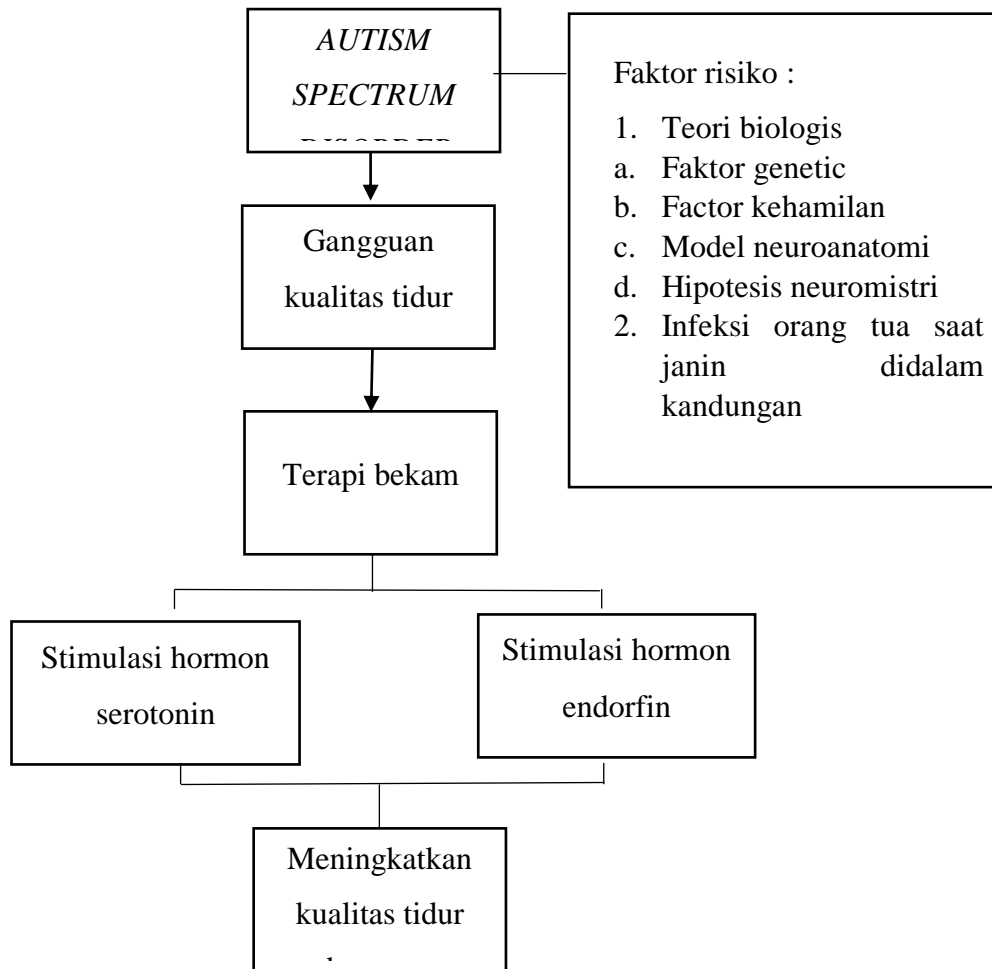 AUTISM
SPECTRUM
Faktor risiko :
1. Teori biologis
a. Faktor genetic
b. Factor kehamilan
c. Model neuroanatomi
d. Hipotesis neuromistri
2. Infeksi orang tua saat
janin didalam
kandungan
Gangguan
kualitas tidur
Terapi bekam
Stimulasi hormon
serotonin
Stimulasi hormon
endorfin
Meningkatkan
kualitas tidur